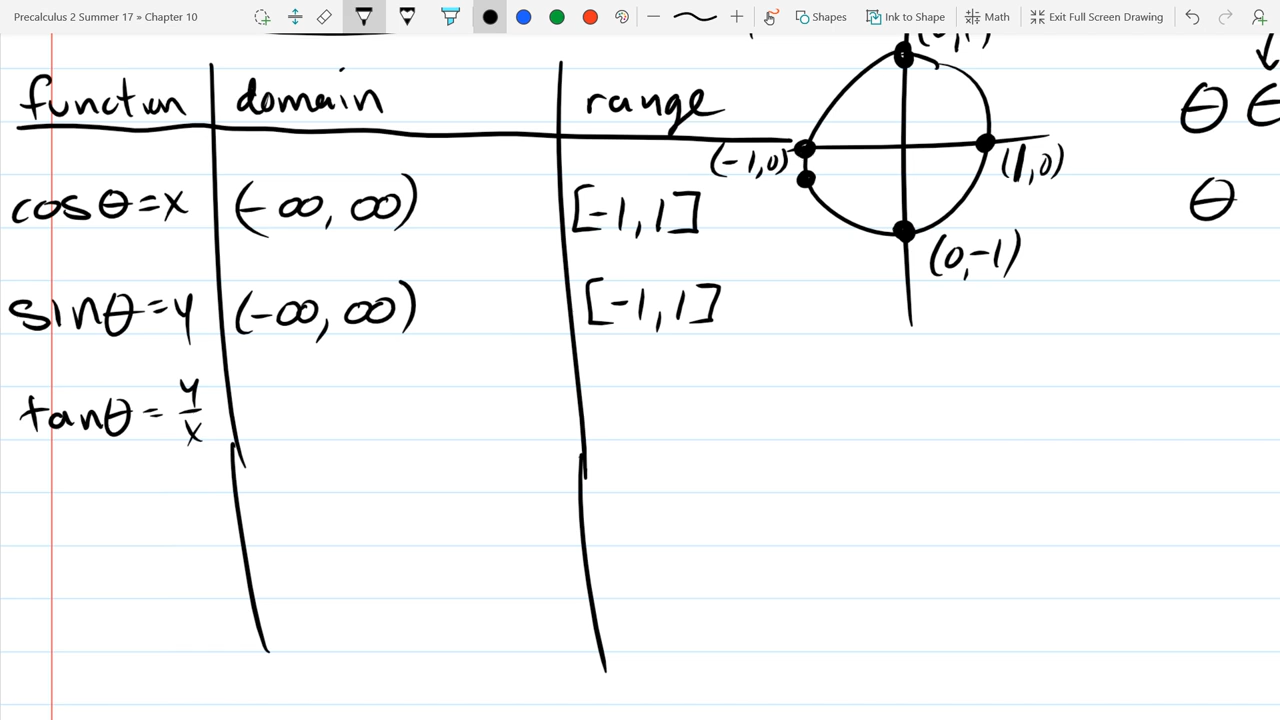 Precalculus 2 Summer 17 » Chapter 10
Shapes Ink to Shape Math Exit Full Screen Drawing
function domain range
(-1,0) (1,0)
θ
cosθ=x (-∞, ∞) [-1,1]
θ
(0,-1)
sinθ=y (-∞, ∞) [-1,1]
tanθ = y/x